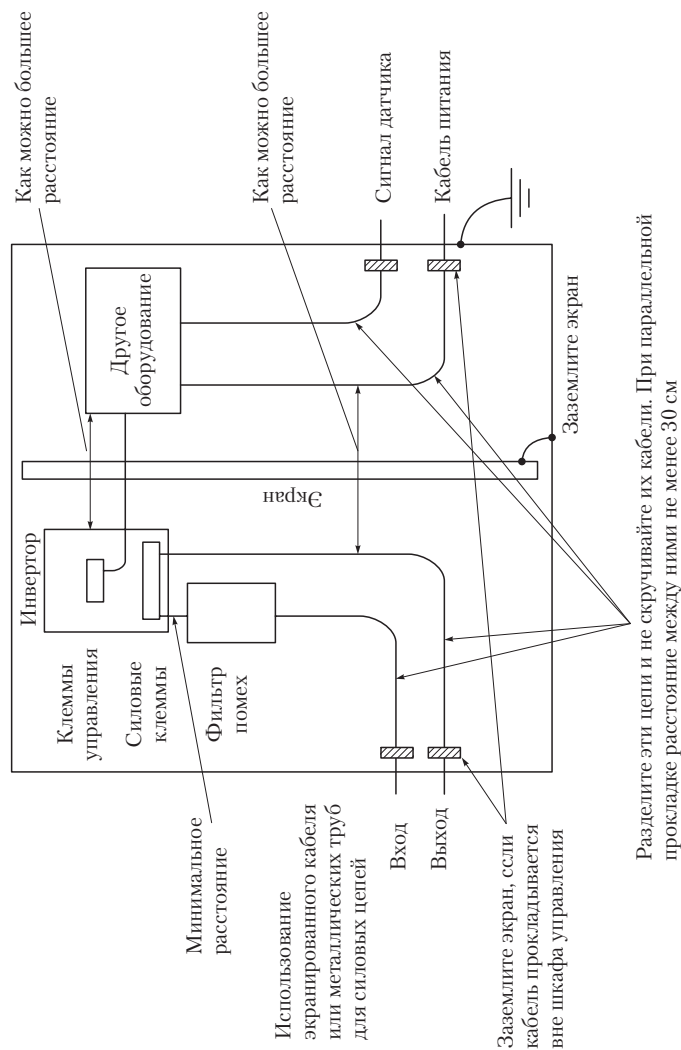 Как можно большее
расстояние
Как можно большее
расстояние
Сигнал датчика
Кабель питания
Другое
оборудование
Заземлите экран
Экран
Инвертор
Клеммы
управления
Силовые
клеммы
Фильтр
помех
Минимальное
расстояние
Использование
экранированного кабеля
или металлических труб
для силовых цепей
Вход
Выход
Заземлите экран, ссли
кабель прокладывается
вне шкафа управления
Разделите эти цепи и не скручивайте их кабели. При параллельной
прокладке расстояние между ними не менее 30 см